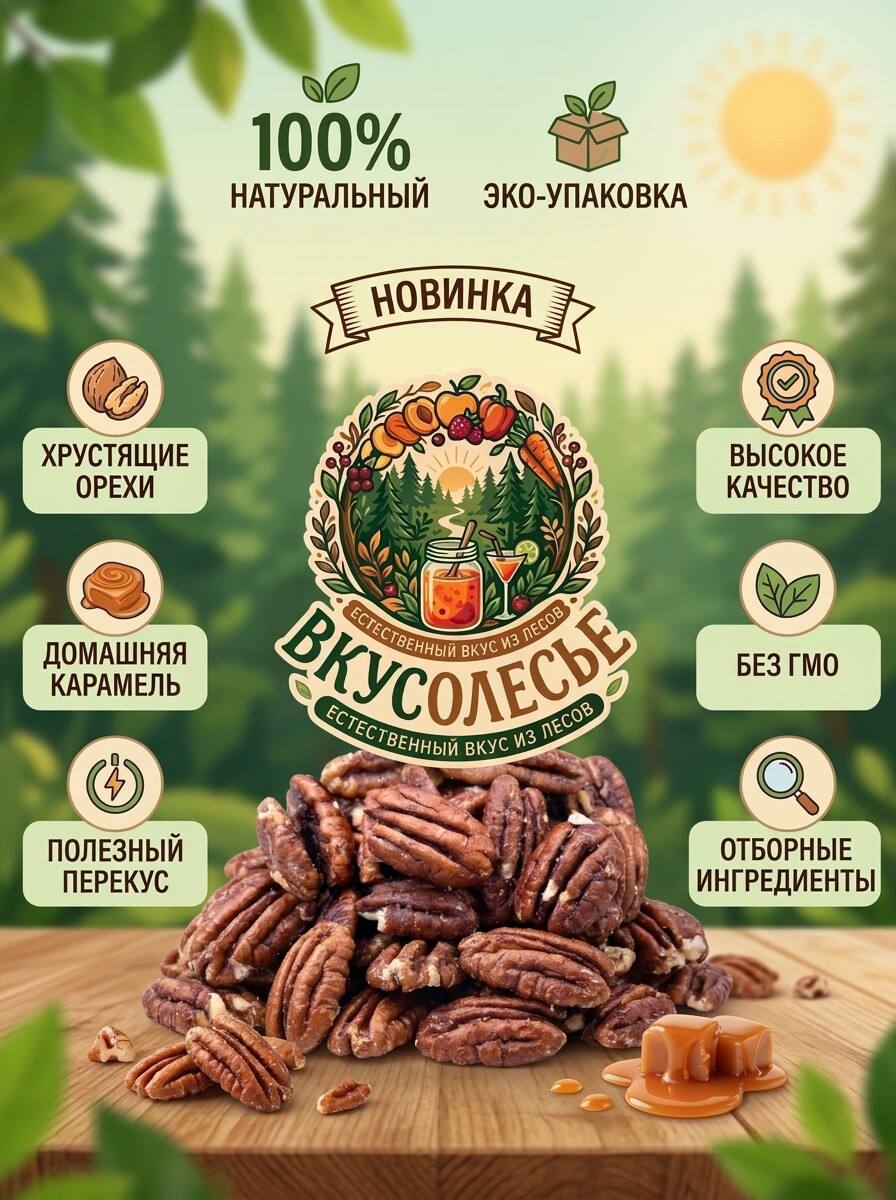 100%
НАТУРАЛЬНЫЙ
ЭКО-УПАКОВКА
НОВИНКА
ХРУСТЯЩИЕ
ОРЕХИ
ВЫСОКОЕ
КАЧЕСТВО
ЕСТЕСТВЕННЫЙ ВКУС ИЗ ЛЕСОВ
ВКУСОЛЕСЬЕ
ЕСТЕСТВЕННЫЙ ВКУС ИЗ ЛЕСОВ
ДОМАШНЯЯ
КАРАМЕЛЬ
БЕЗ ГМО
ПОЛЕЗНЫЙ
ПЕРЕКУС
ОТБОРНЫЕ
ИНГРЕДИЕНТЫ